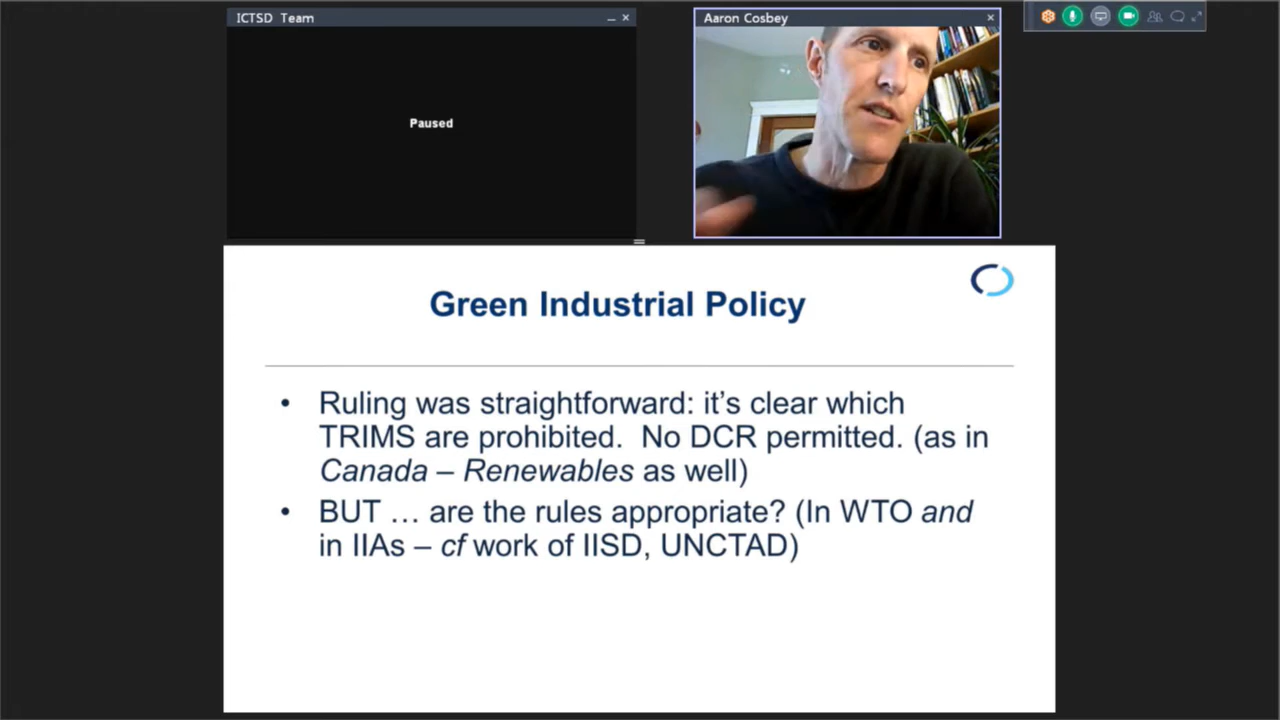 ICTSD Team
Aaron Cosbey
Paused
Green Industrial Policy
• Ruling was straightforward: it’s clear which
TRIMS are prohibited.  No DCR permitted. (as in
Canada – Renewables as well)
• BUT … are the rules appropriate? (In WTO and
in IIAs – cf work of IISD, UNCTAD)